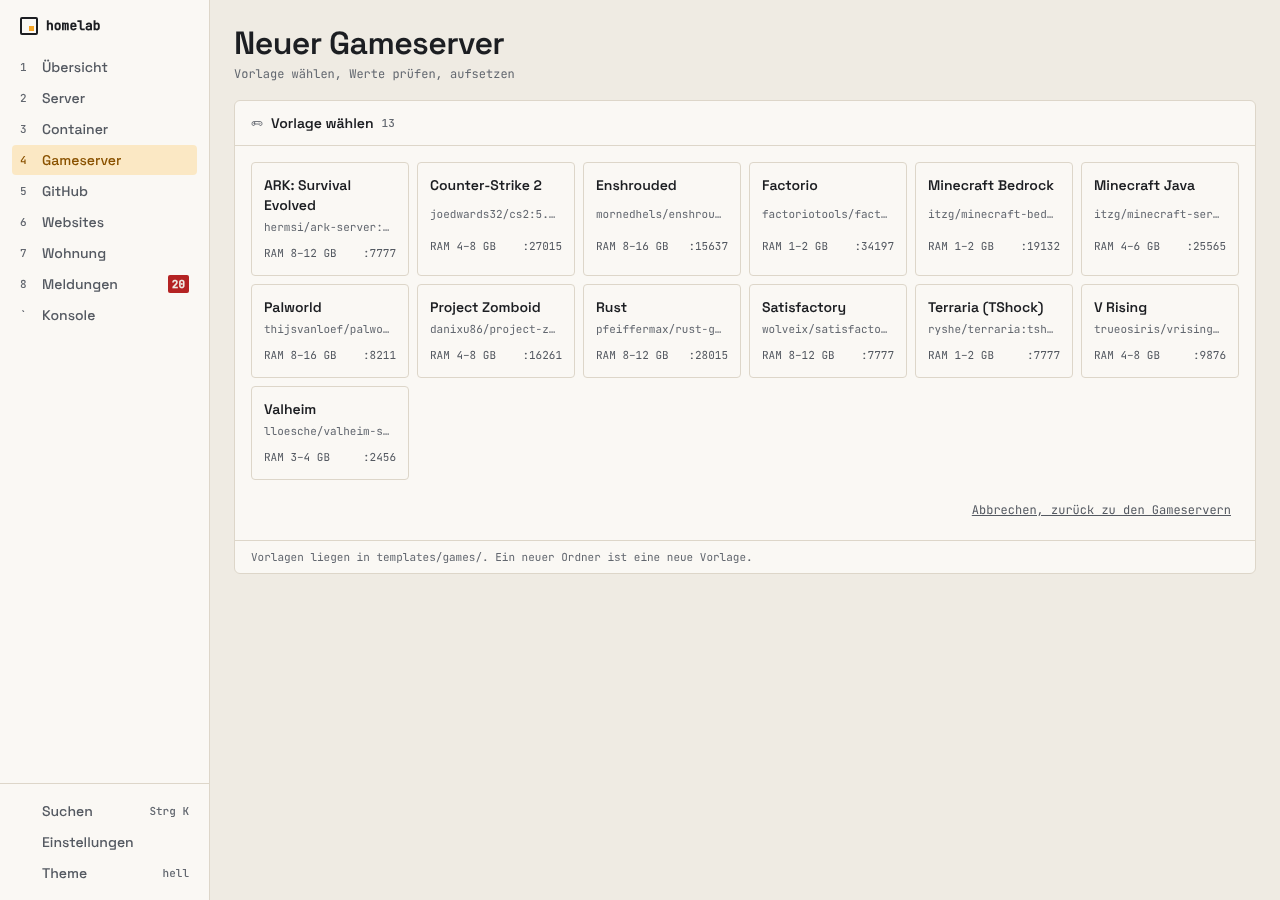 homelab
1 Übersicht
2 Server
3 Container
4 Gameserver
5 GitHub
6 Websites
7 Wohnung
8 Meldungen 20
` Konsole
Suchen Strg K
Einstellungen
Theme hell
Neuer Gameserver
Vorlage wählen, Werte prüfen, aufsetzen
Vorlage wählen 13
ARK: Survival
Evolved
hermsi/ark-server:…
RAM 8–12 GB :7777
Counter-Strike 2
joedwards32/cs2:5.…
RAM 4–8 GB :27015
Enshrouded
mornedhels/enshrou…
RAM 8–16 GB :15637
Factorio
factoriotools/fact…
RAM 1–2 GB :34197
Minecraft Bedrock
itzg/minecraft-bed…
RAM 1–2 GB :19132
Minecraft Java
itzg/minecraft-ser…
RAM 4–6 GB :25565
Palworld
thijsvanloef/palwo…
RAM 8–16 GB :8211
Project Zomboid
danixu86/project-z…
RAM 4–8 GB :16261
Rust
pfeiffermax/rust-g…
RAM 8–12 GB :28015
Satisfactory
wolveix/satisfacto…
RAM 8–12 GB :7777
Terraria (TShock)
ryshe/terraria:tsh…
RAM 1–2 GB :7777
V Rising
trueosiris/vrising…
RAM 4–8 GB :9876
Valheim
lloesche/valheim-s…
RAM 3–4 GB :2456
Abbrechen, zurück zu den Gameservern
Vorlagen liegen in templates/games/. Ein neuer Ordner ist eine neue Vorlage.